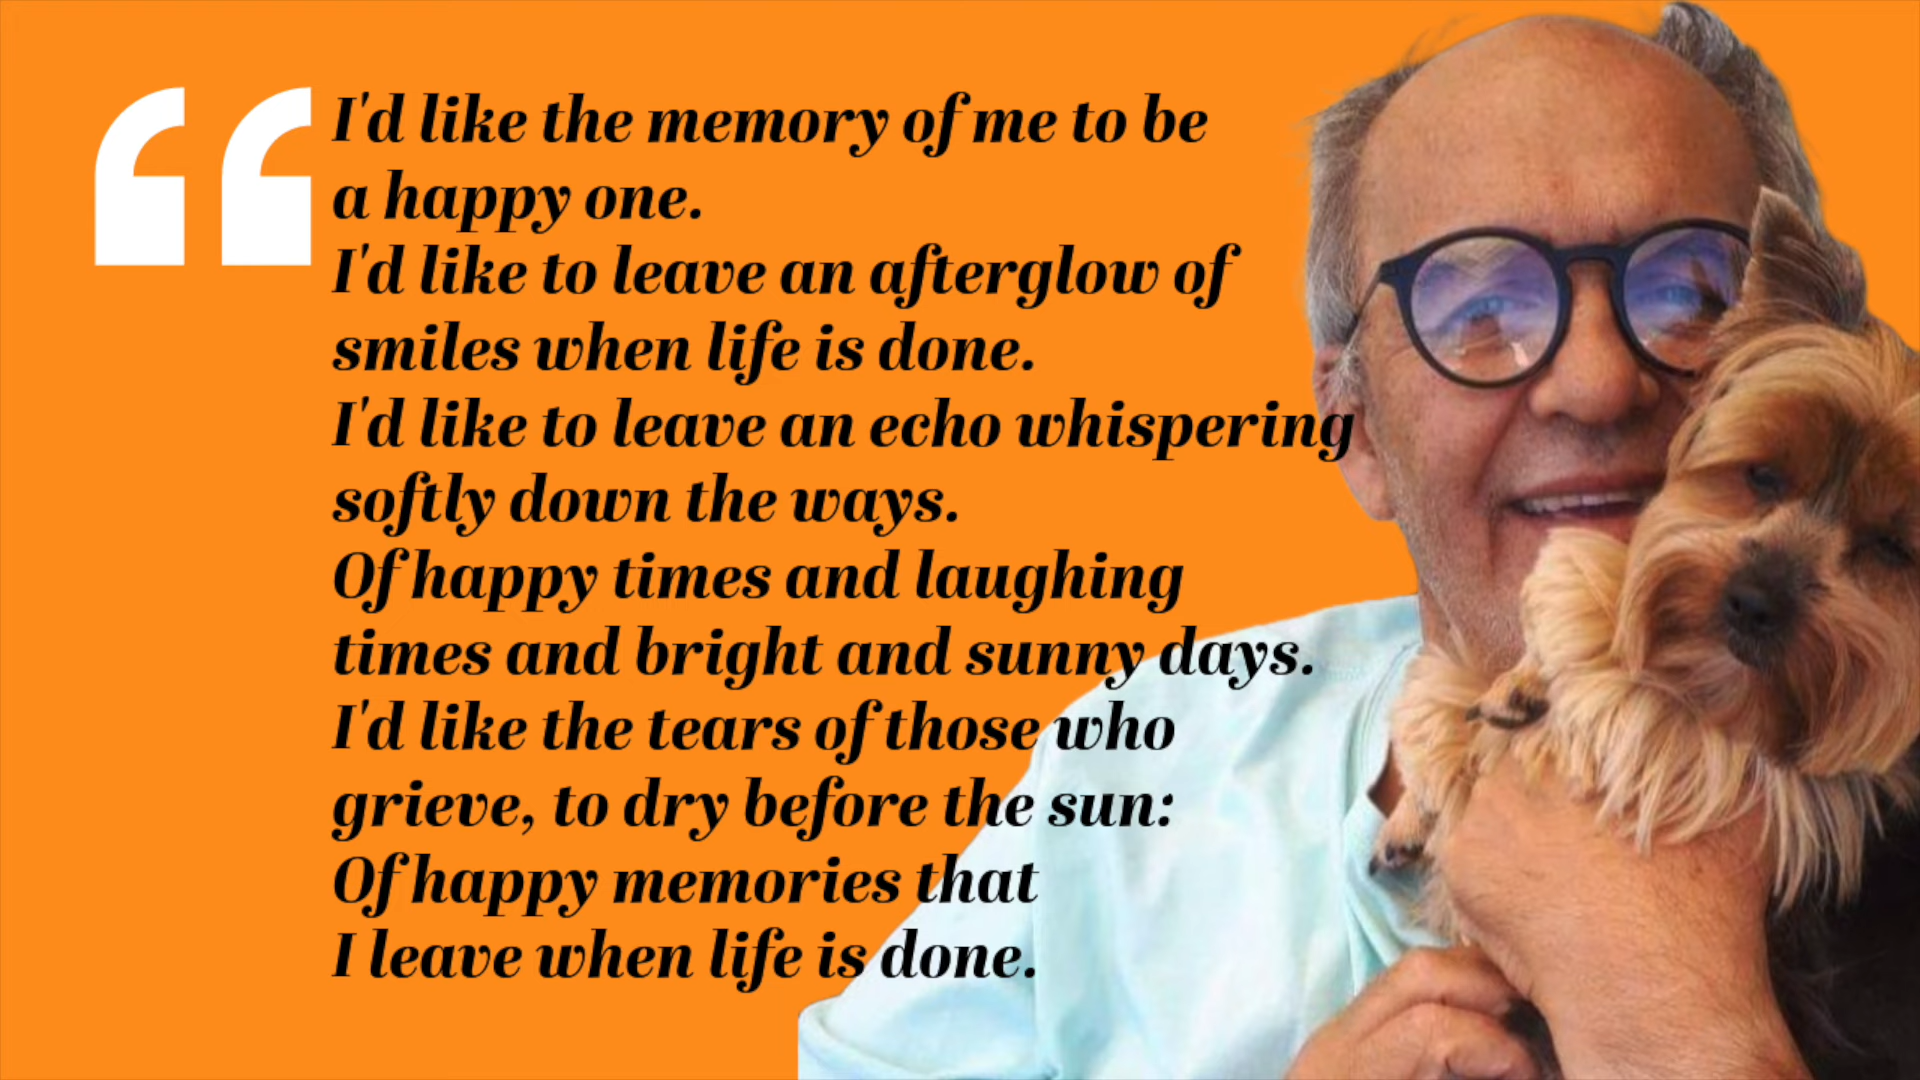 I'd like the memory of me to be
a happy one.
I'd like to leave an afterglow of
smiles when life is done.
I'd like to leave an echo whispering
softly down the ways.
Of happy times and laughing
times and bright and sunny days.
I'd like the tears of those who
grieve, to dry before the sun:
Of happy memories that
I leave when life is done.